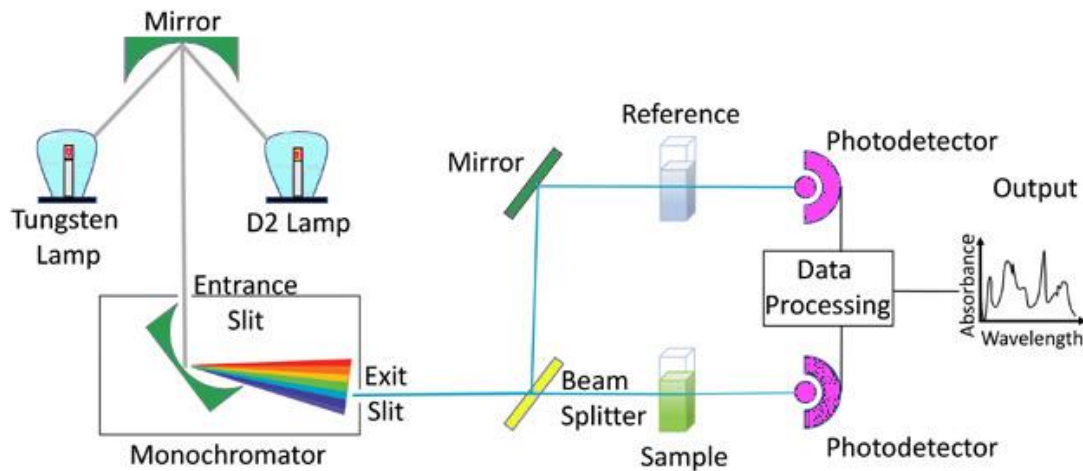 Mirror
Tungsten
Lamp
D2 Lamp
Entrance
Slit
Exit
Slit
Monochromator
Mirror
Beam
Splitter
Reference
Sample
Photodetector
Data
Processing
Photodetector
Output
Absorbance
Wavelength